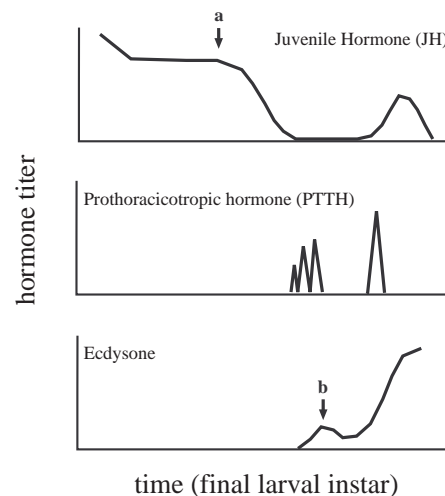 a
Juvenile Hormone (JH)
hormone titer
Prothoracicotropic hormone (PTTH)
Ecdysone
b
time (final larval instar)